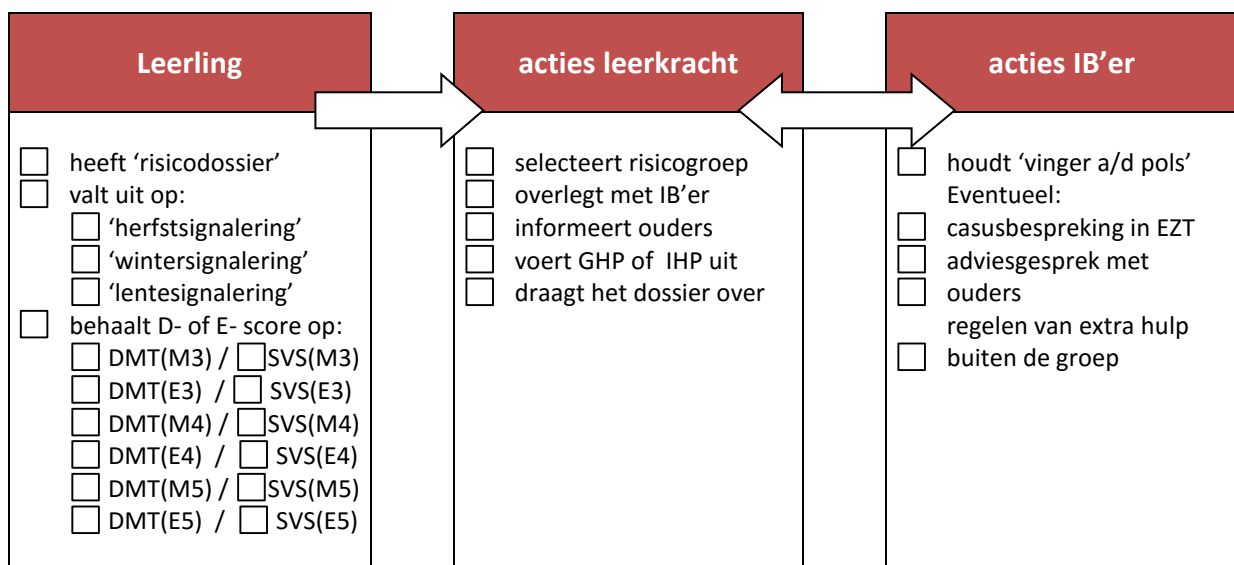 Leerling
heeft ‘risicodossier’
valt uit op:
‘herfstsignalering’
‘wintersignalering’
‘lentesignalering’
behaalt D- of E- score op:
DMT(M3) / SVS(M3)
DMT(E3) / SVS(E3)
DMT(M4) / SVS(M4)
DMT(E4) / SVS(E4)
DMT(M5) / SVS(M5)
DMT(E5) / SVS(E5)
acties leerkracht
selecteert risicogroep
overlegt met IB’er
informeert ouders
voert GHP of IHP uit
draagt het dossier over
acties IB’er
houdt ‘vinger a/d pols’
Eventueel:
casusbespreking in EZT
adviesgesprek met
ouders
regelen van extra hulp
buiten de groep